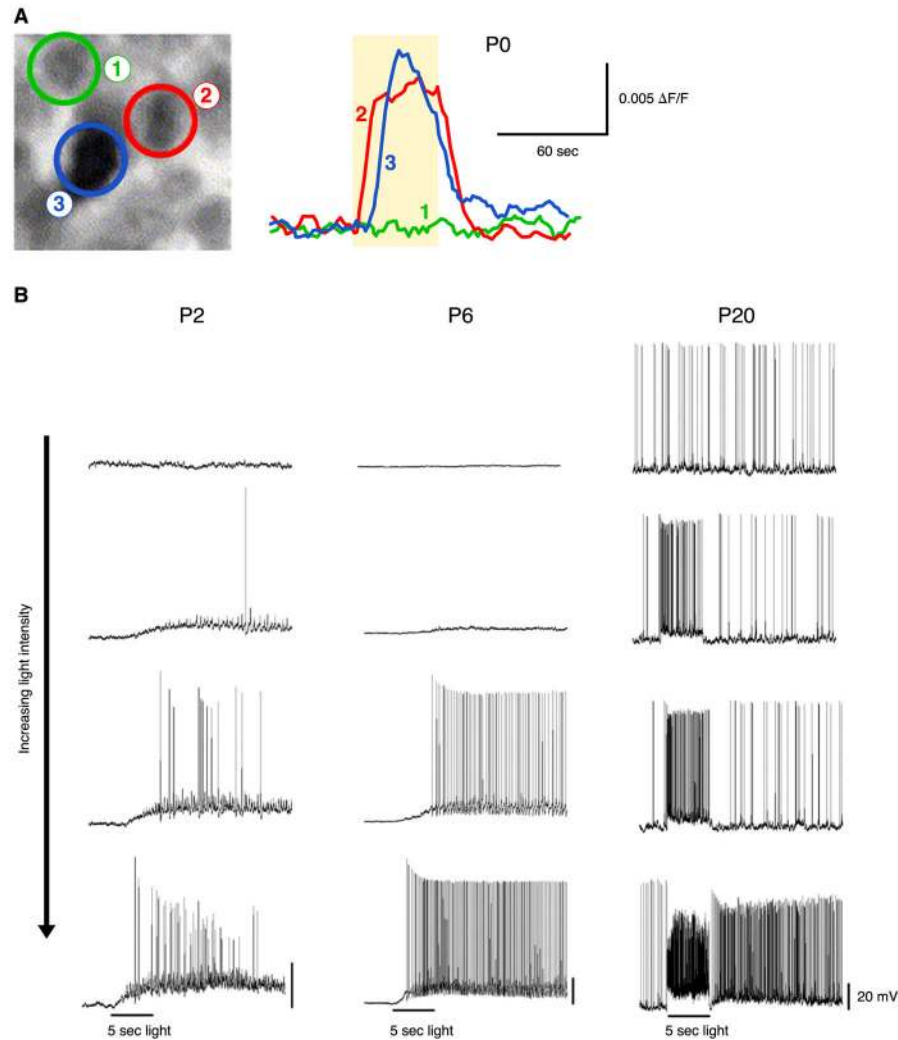 A
1
2
3
P0
2
3
1
0.005 ΔF/F
60 sec
B
P2
P6
P20
Increasing light intensity
20 mV
5 sec light
5 sec light
5 sec light